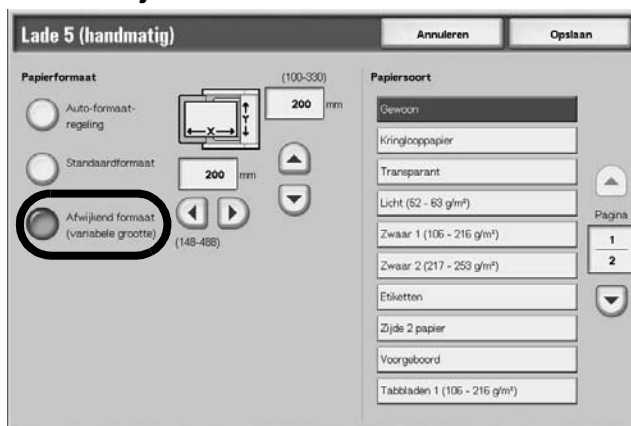 Lade 5 (handmatig)
Annuleren
Opslaan
Papierformaat
(100-330)
Auto-formaat-
regeling
Y
X
200 mm
Standaardformaat
200 mm
Afwijkend formaat
(variabele grootte)
(148-488)
Papiersoort
Gewoon
Kringlooppapier
Transparant
Licht (52 - 63 g/m²)
Zwaar 1 (106 - 216 g/m²)
Zwaar 2 (217 - 253 g/m²)
Etiketten
Zijde 2 papier
Voorgeboord
Tabbladen 1 (106 - 216 g/m²)
Pagina
1
2